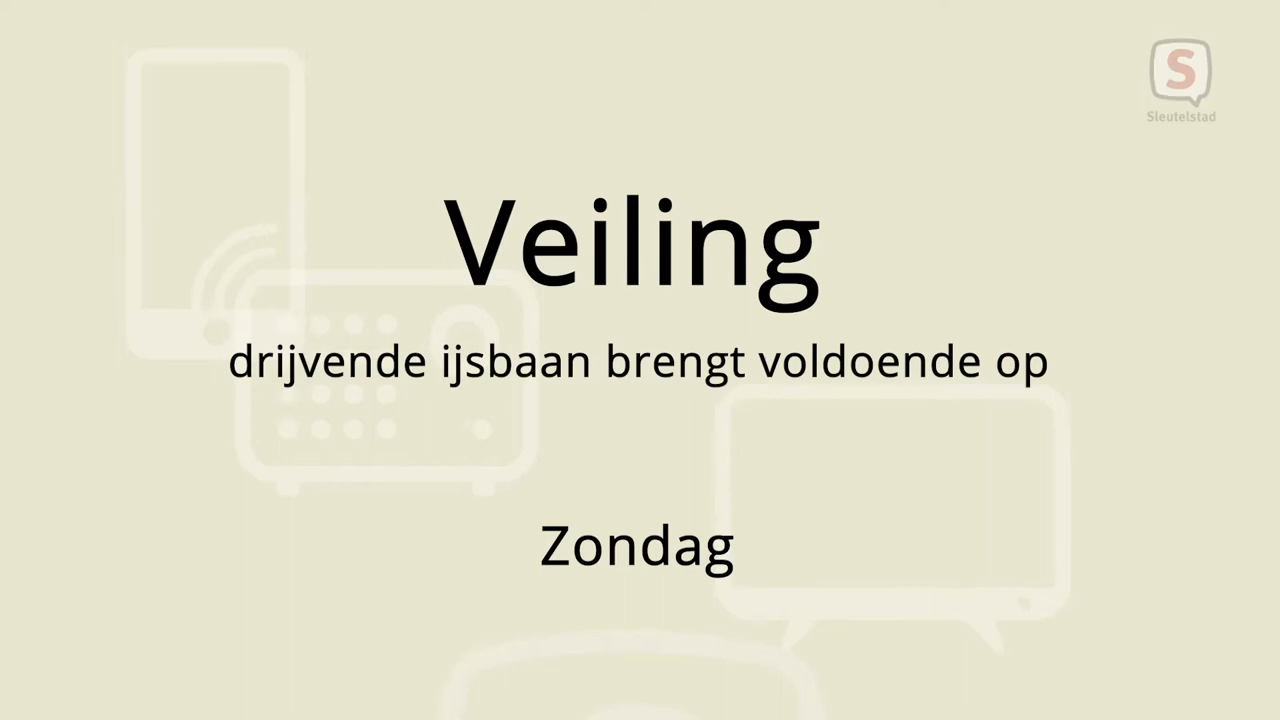 S
Sleutelstad
Veiling
drijvende ijsbaan brengt voldoende op
Zondag